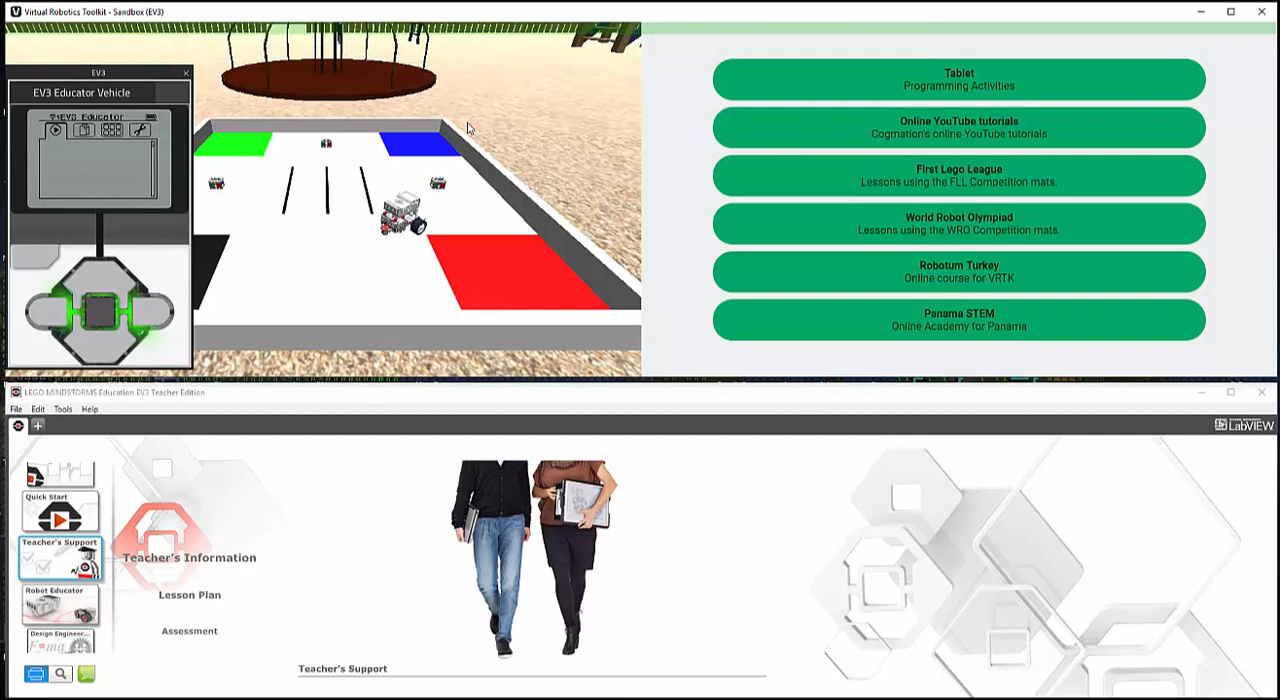 Virtual Robotics Toolkit - Sandbox (EV3)
EV3
EV3 Educator Vehicle
EV3 Educator
Tablet
Programming Activities
Online YouTube tutorials
Cogmation's online YouTube tutorials
First Lego League
Lessons using the FLL Competition mats.
World Robot Olympiad
Lessons using the WRO Competition mats.
Robotum Turkey
Online course for VRTK
Panama STEM
Online Academy for Panama
LEGO MINDSTORMS Education EV3 Teacher Edition
File Edit Tools Help
LabVIEW
Quick Start
Teacher's Support
Robot Educator
Design Engineer...
Teacher's Information
Lesson Plan
Assessment
Teacher's Support